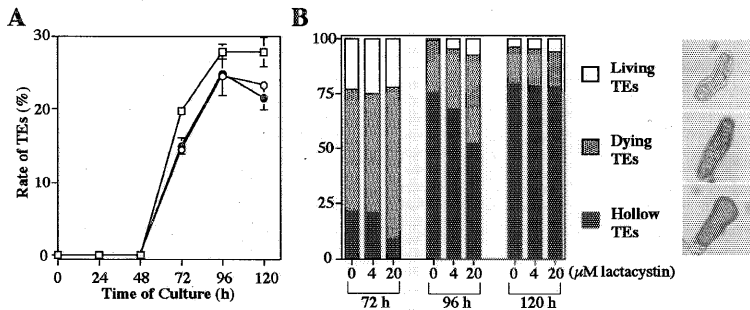 A
B
30
20
10
0
Rate of TEs (%)
0 24 48 72 96 120
Time of Culture (h)
100
75
50
25
0 4 20 0 4 20 0 4 20 (μM lactacystin)
72 h 96 h 120 h
Living
TEs
Dying
TEs
Hollow
TEs